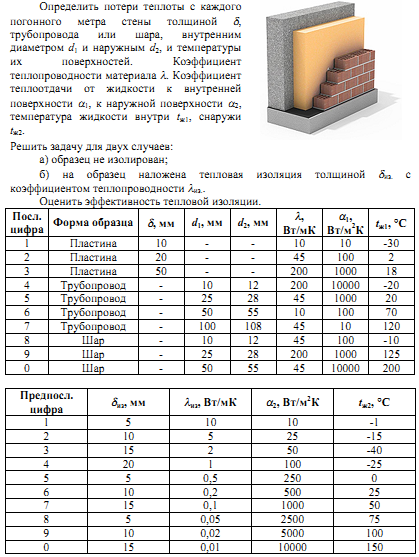 Определить потери теплоты с каждого
погонного метра стены толщиной δ,
трубопровода или шара, внутренним
диаметром d1 и наружным d2, и температуры
их поверхностей. Коэффициент
теплопроводности материала λ. Коэффициент
теплоотдачи от жидкости к внутренней
поверхности α1, к наружной поверхности α2,
температура жидкости внутри tж1, снаружи
tж2.
Решить задачу для двух случаев:
а) образец не изолирован;
б) на образец наложена тепловая изоляция толщиной δиз. с
коэффициентом теплопроводности λиз..
Оценить эффективность тепловой изоляции.
Посл. цифра | Форма образца | δ, мм | d1, мм | d2, мм | λ, Вт/мК | α1, Вт/м²К | tж1, °С
1 | Пластина | 10 | - | - | 10 | 10 | -30
2 | Пластина | 20 | - | - | 45 | 100 | 2
3 | Пластина | 50 | - | - | 200 | 1000 | 18
4 | Трубопровод | - | 10 | 12 | 200 | 10000 | -20
5 | Трубопровод | - | 25 | 28 | 45 | 1000 | 20
6 | Трубопровод | - | 50 | 55 | 10 | 100 | 70
7 | Трубопровод | - | 100 | 108 | 45 | 10 | 120
8 | Шар | - | 10 | 12 | 45 | 100 | -10
9 | Шар | - | 25 | 28 | 200 | 1000 | 125
0 | Шар | - | 50 | 55 | 45 | 10000 | 200
Предпосл. цифра | δиз, мм | λиз, Вт/мК | α2, Вт/м²К | tж2, °С
1 | 5 | 10 | 10 | -1
2 | 10 | 5 | 25 | -15
3 | 15 | 2 | 50 | -40
4 | 20 | 1 | 100 | -25
5 | 5 | 0,5 | 250 | 0
6 | 10 | 0,2 | 500 | 25
7 | 15 | 0,1 | 1000 | 50
8 | 5 | 0,05 | 2500 | 75
9 | 10 | 0,02 | 5000 | 100
0 | 15 | 0,01 | 10000 | 150